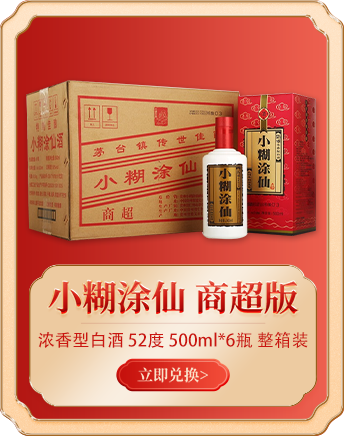 小糊涂仙酒
茅台镇传世佳
小糊涂仙
商超
小糊涂仙
小糊涂仙
小糊涂仙 商超版
浓香型白酒 52度 500ml*6瓶 整箱装
立即兑换>